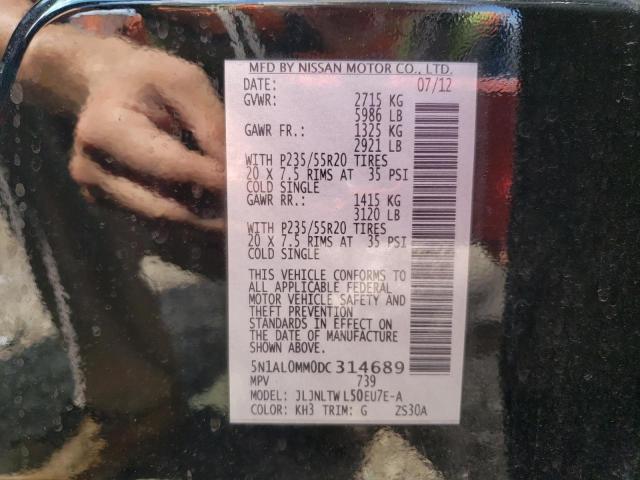 MFD BY NISSAN MOTOR CO., LTD.
DATE: 07/12
GVWR: 2715 KG
5986 LB
GAWR FR.: 1325 KG
2921 LB
WITH P235/55R20 TIRES
20 X 7.5 RIMS AT 35 PSI
COLD SINGLE
GAWR RR.: 1415 KG
3120 LB
WITH P235/55R20 TIRES
20 X 7.5 RIMS AT 35 PSI
COLD SINGLE
THIS VEHICLE CONFORMS TO
ALL APPLICABLE FEDERAL
MOTOR VEHICLE SAFETY AND
THEFT PREVENTION
STANDARDS IN EFFECT ON
THE DATE OF MANUFACTURE
SHOWN ABOVE.
5N1AL0MM0DC314689
MPV 739
MODEL: JLJNLTWL50EU7E-A
COLOR: KH3 TRIM: G ZS30A